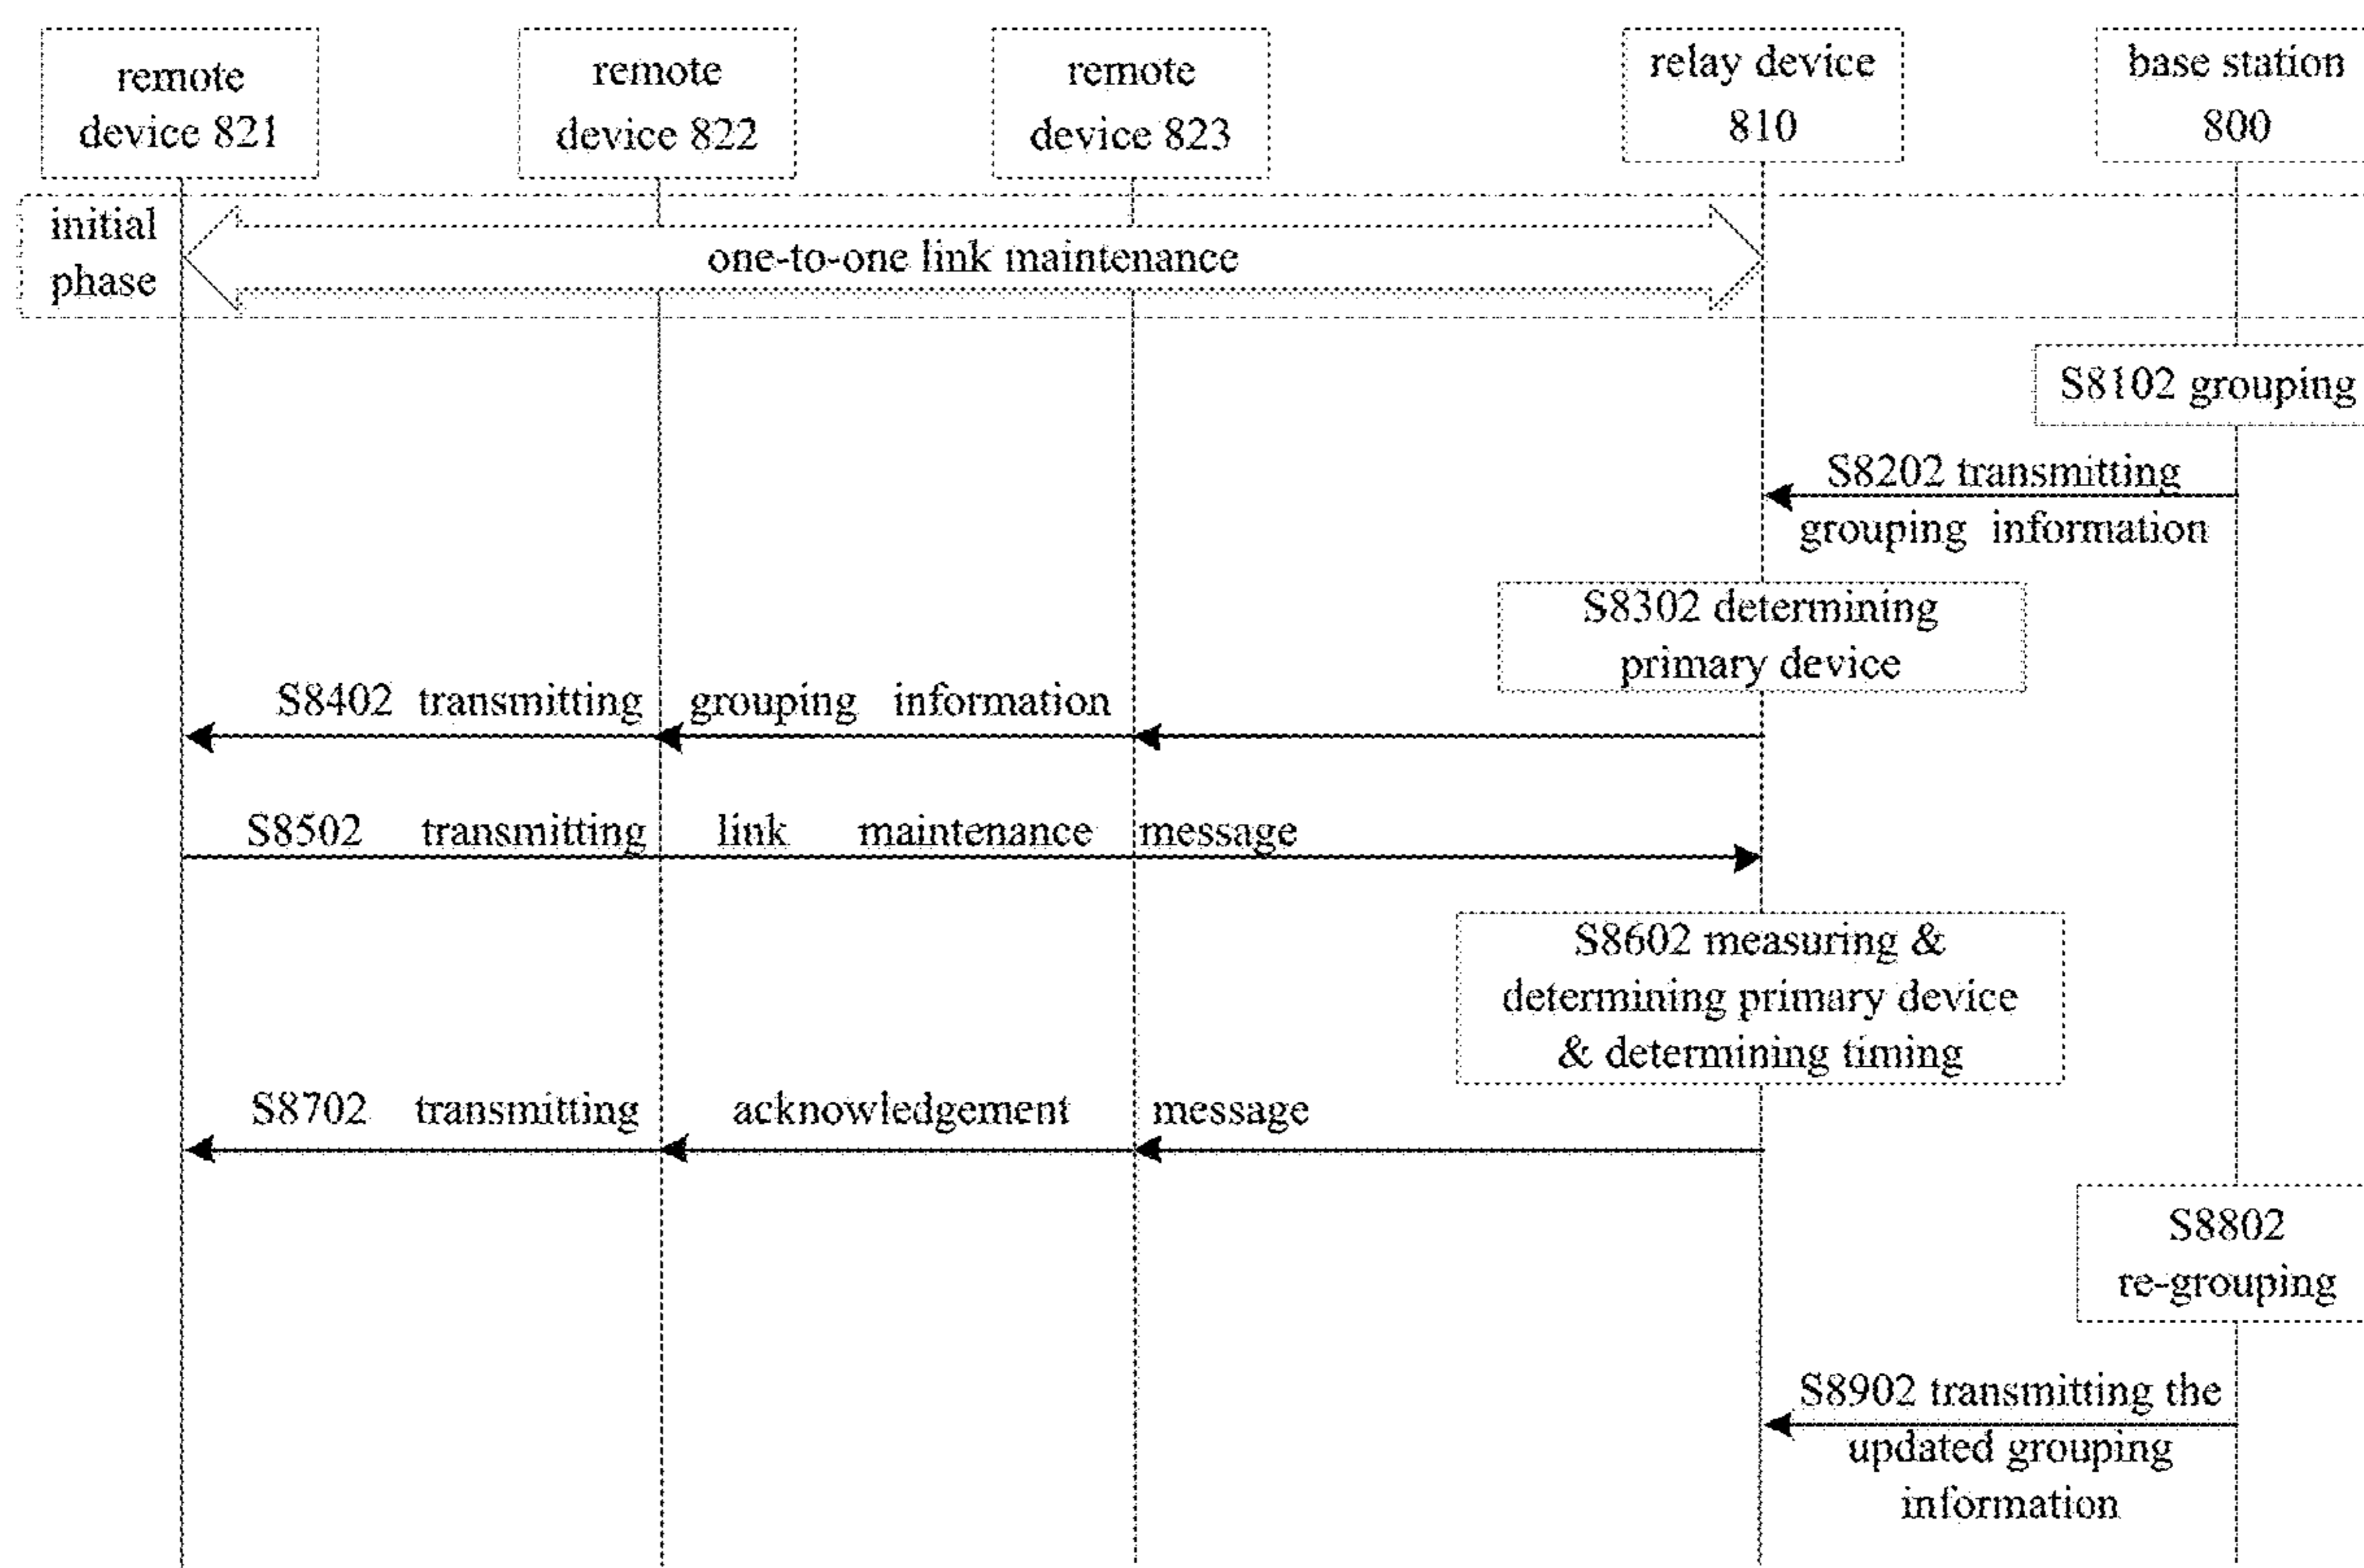 remote
device 821
remote
device 822
remote
device 823
relay device
810
base station
800
initial
phase
one-to-one link maintenance
S8102 grouping
S8202 transmitting
grouping information
S8302 determining
primary device
S8402 transmitting grouping information
S8502 transmitting link maintenance message
S8602 measuring &
determining primary device
& determining timing
S8702 transmitting acknowledgement message
S8802
re-grouping
S8902 transmitting the
updated grouping
information